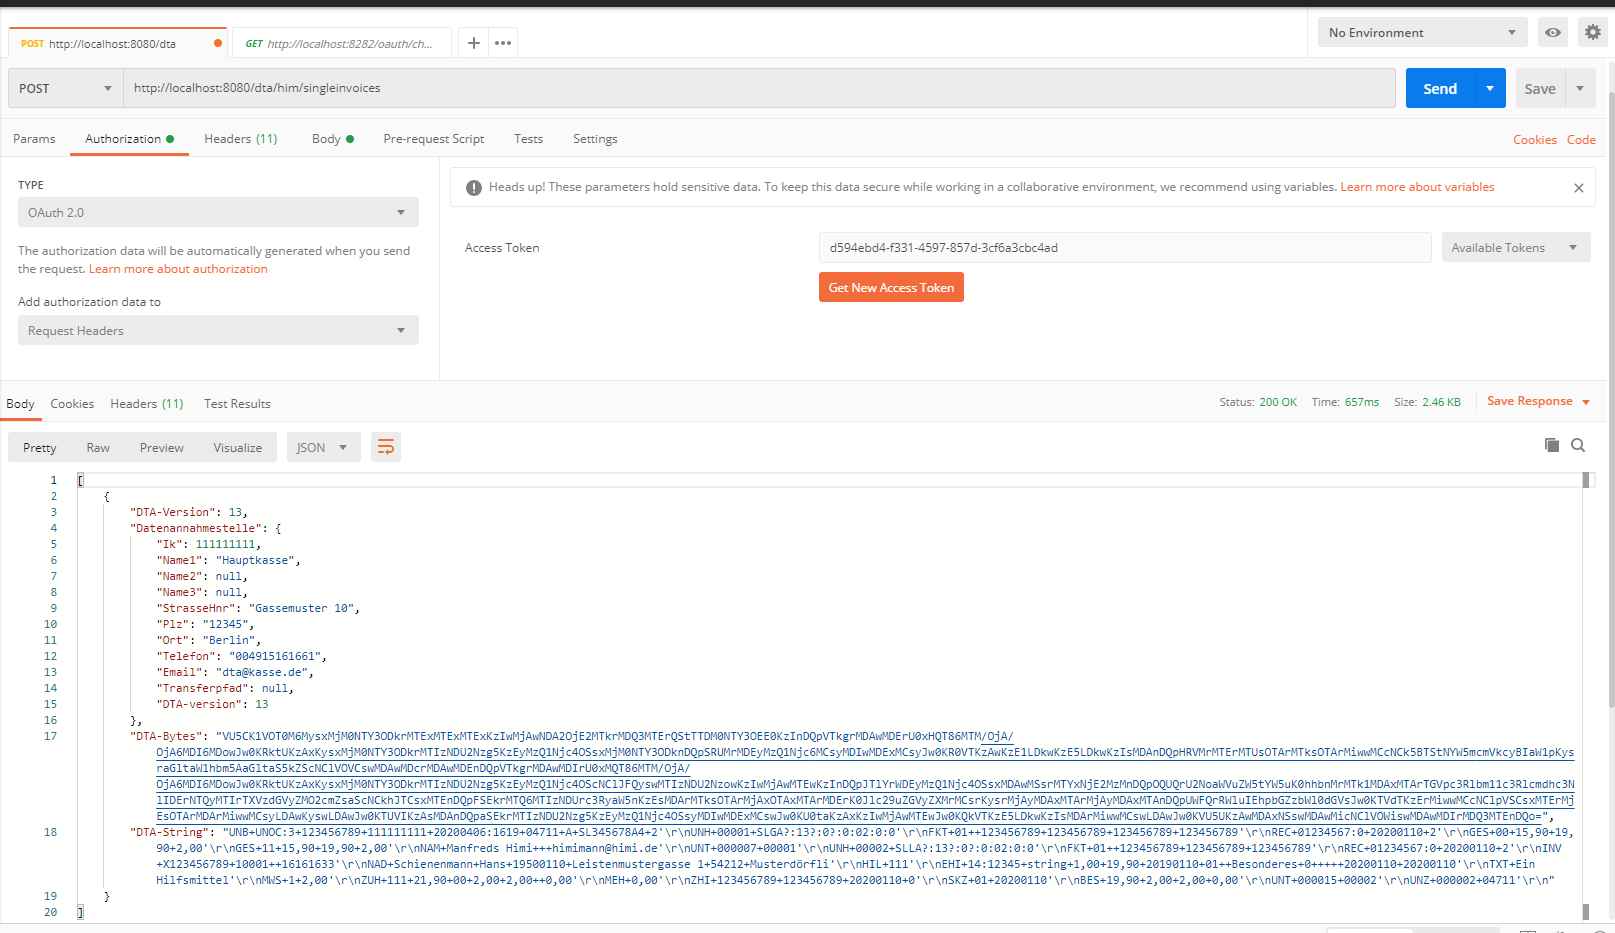 POST http://localhost:8080/dta
GET http://localhost:8282/oauth/ch...
No Environment
POST
http://localhost:8080/dta/him/singleinvoices
Send
Save
Params
Authorization
Headers (11)
Body
Pre-request Script
Tests
Settings
Cookies Code
TYPE
OAuth 2.0
The authorization data will be automatically generated when you send
the request. Learn more about authorization
Add authorization data to
Request Headers
Heads up! These parameters hold sensitive data. To keep this data secure while working in a collaborative environment, we recommend using variables. Learn more about variables
Access Token
d594ebd4-f331-4597-857d-3cf6a3cbc4ad
Available Tokens
Get New Access Token
Body Cookies Headers (11) Test Results
Status: 200 OK Time: 657ms Size: 2.46 KB
Save Response
Pretty Raw Preview Visualize
JSON
1 [
2 {
3 "DTA-Version": 13,
4 "Datenannahmestelle": {
5 "Ik": 111111111,
6 "Name1": "Hauptkasse",
7 "Name2": null,
8 "Name3": null,
9 "StrasseHnr": "Gassemuster 10",
10 "Plz": "12345",
11 "Ort": "Berlin",
12 "Telefon": "004915161661",
13 "Email": "dta@kasse.de",
14 "Transferpfad": null,
15 "DTA-version": 13
16 },
17 "DTA-Bytes": "VU5CK1VOT0M6MysxMjM0NTY3ODkrMTExMTExMTExKzIwMjAwNDA2OjE2MTkrMDQ3MTErQStTTDM0NTY3OEE0KzInDQpVTkgrMDAwMDErU0xHQT86MTM/OjA/
18 "DTA-String": "UNB+UNOC:3+123456789+111111111+20200406:1619+04711+A+SL345678A4+2'\r\nUNH+00001+SLGA?:13?:0?:0:02:0:0'\r\nFKT+01++123456789+123456789+123456789+123456789'\r\nREC+01234567:0+20200110+2'\r\nGES+00+15,90+19,
90+2,00'\r\nGES+11+15,90+19,90+2,00'\r\nNAM+Manfreds Himi+++himimann@himi.de'\r\nUNT+000007+00001'\r\nUNH+00002+SLLA?:13?:0?:0:02:0:0'\r\nFKT+01++123456789+123456789+123456789'\r\nREC+01234567:0+20200110+2'\r\nINV
+X123456789+10001++16161633'\r\nNAD+Schienenmann+Hans+19500110+Leistenmustergasse 1+54212+Musterdörfli'\r\nHIL+111'\r\nEHI+14:12345+string+1,00+19,90+20190110+01++Besonderes+0+++++20200110+20200110'\r\nTXT+Ein
Hilfsmittel'\r\nMWS+1+2,00'\r\nZUH+111+21,90+00+2,00+2,00++0,00'\r\nMEH+0,00'\r\nZHI+123456789+123456789+20200110+0'\r\nSKZ+01+20200110'\r\nBES+19,90+2,00+2,00+0,00'\r\nUNT+000015+00002'\r\nUNZ+000002+04711'\r\n"
19 }
20 ]